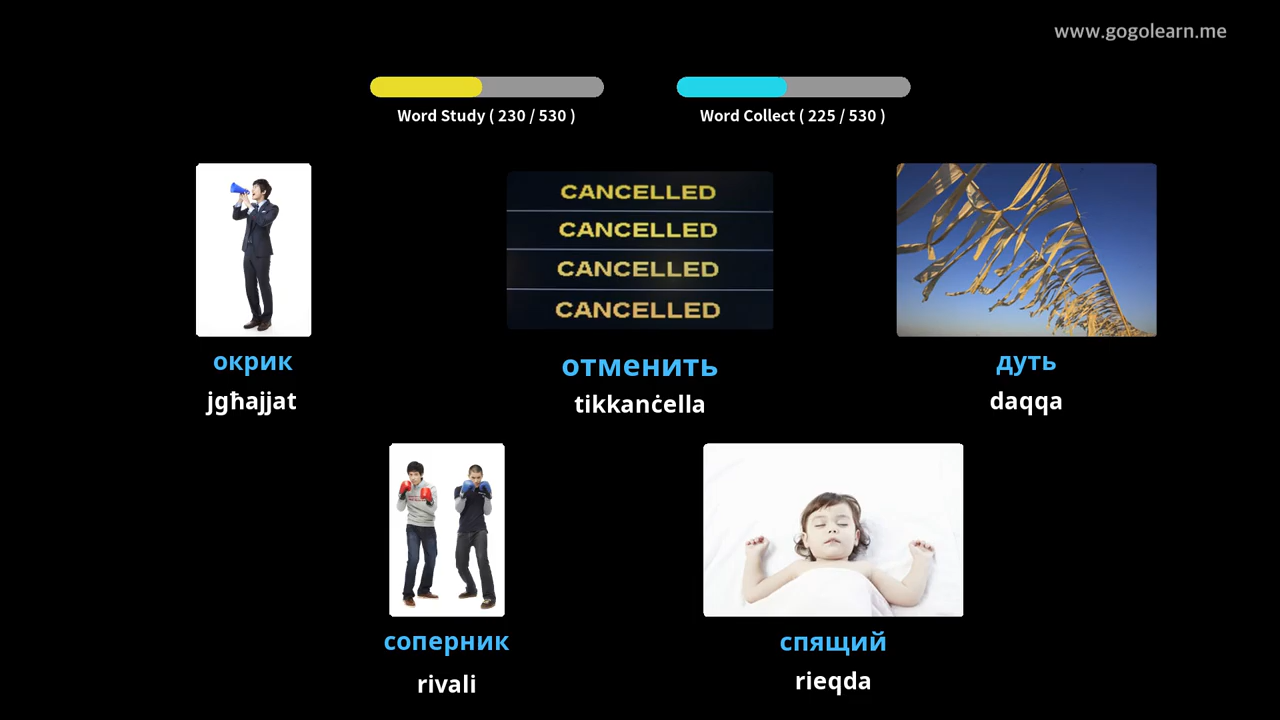 www.gogolearn.me
Word Study ( 230 / 530 )
Word Collect ( 225 / 530 )
CANCELLED
CANCELLED
CANCELLED
CANCELLED
окрик
jgħajjat
отменить
tikkanċella
дуть
daqqa
соперник
rivali
спящий
rieqda